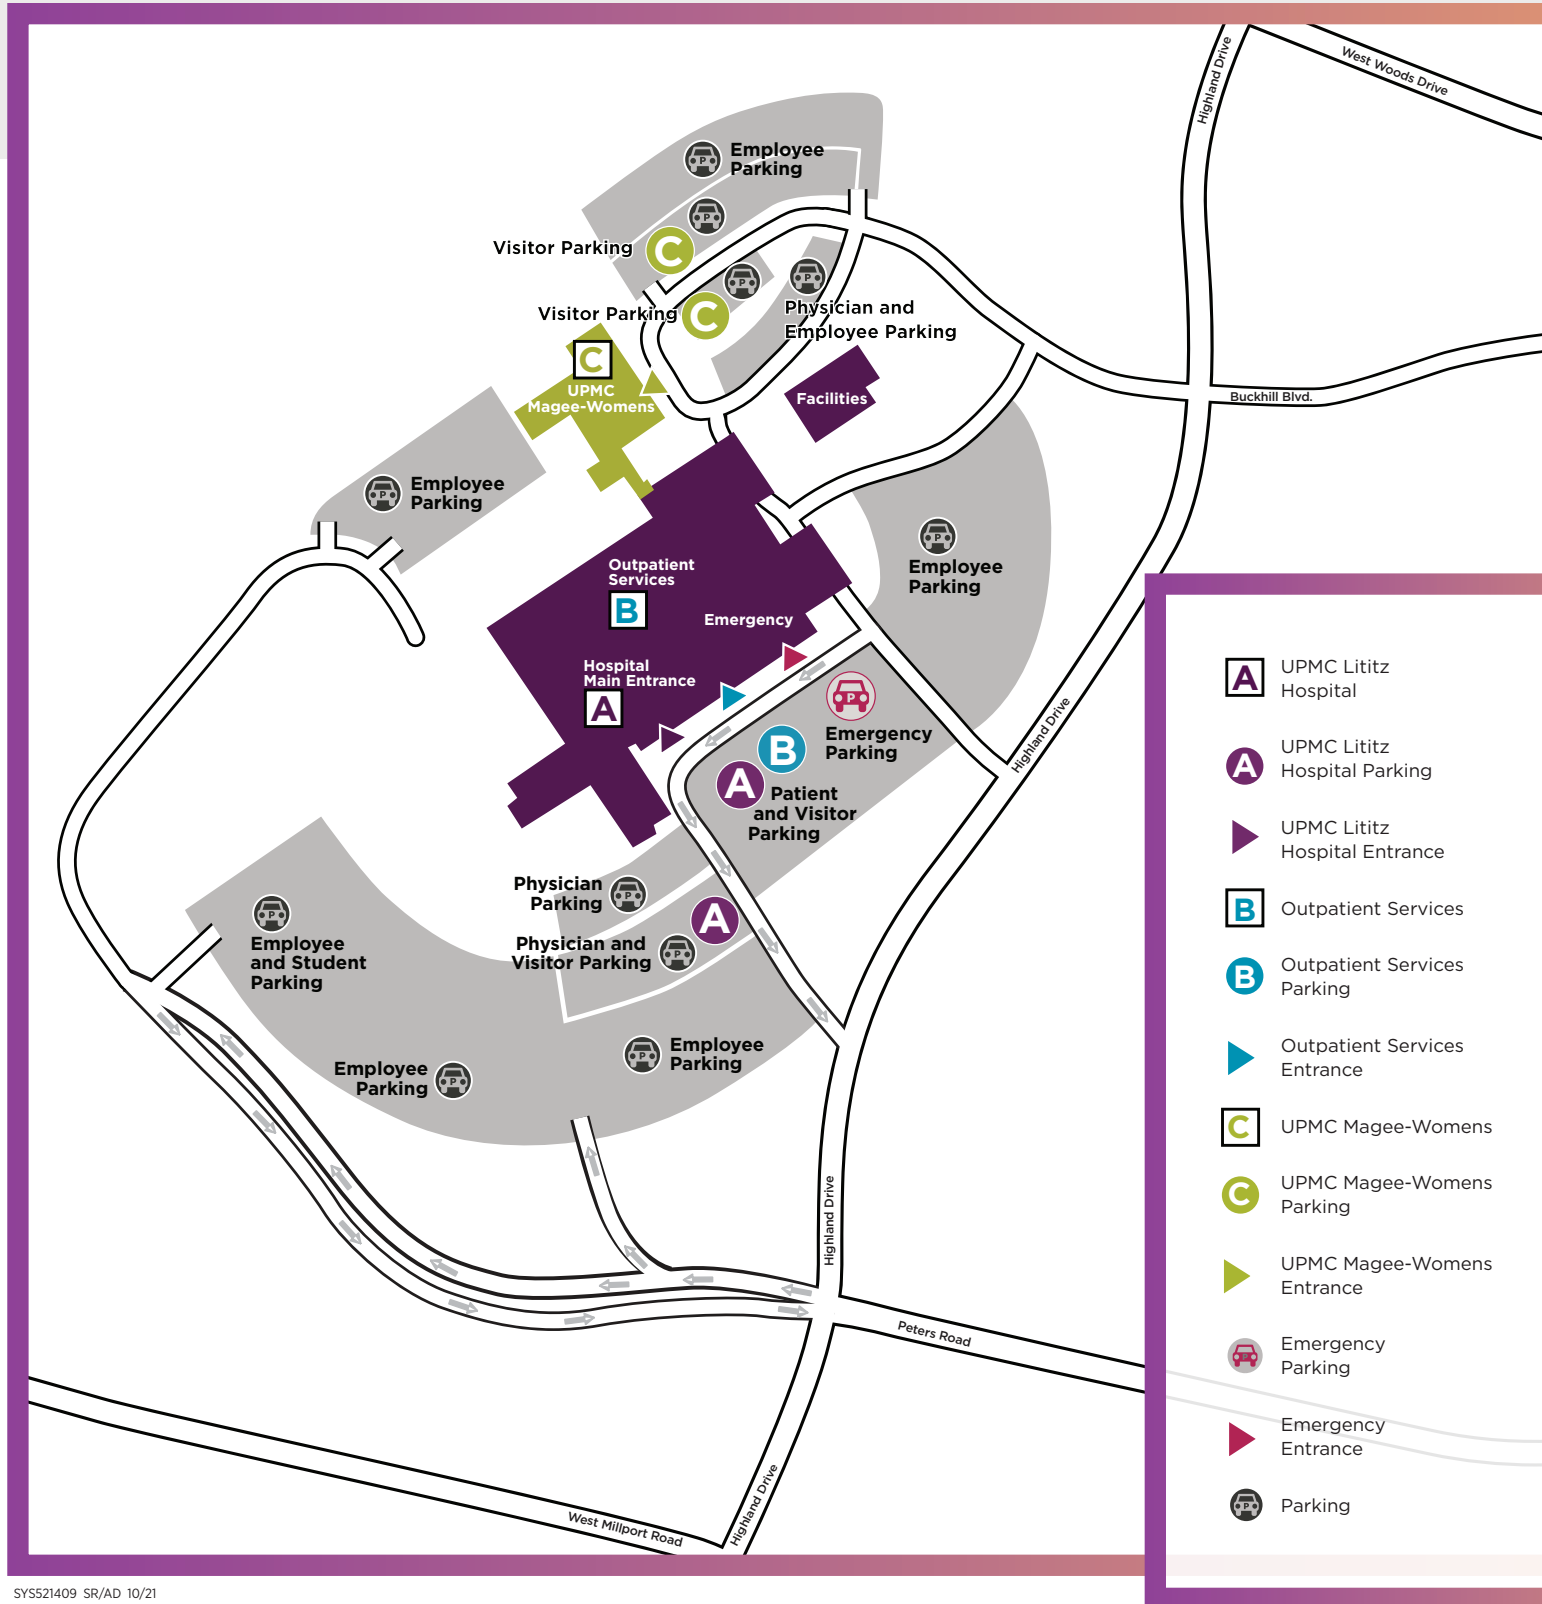 Highland Drive
West Woods Drive
Employee
Parking
P
P
Visitor Parking
C
P
P
Visitor Parking
C
Physician and
Employee Parking
C
UPMC
Magee-Womens
Facilities
Buckhill Blvd.
P
Employee
Parking
P
Employee
Parking
Outpatient
Services
B
Emergency
Hospital
Main Entrance
A
P
Emergency
Parking
B
A
Patient
and Visitor
Parking
Highland Drive
Physician
Parking
P
A
Physician and
Visitor Parking
P
P
Employee
and Student
Parking
Employee
Parking
P
P
Employee
Parking
Highland Drive
Peters Road
West Millport Road
Highland Drive
A
UPMC Lititz
Hospital
A
UPMC Lititz
Hospital Parking
UPMC Lititz
Hospital Entrance
B
Outpatient Services
B
Outpatient Services
Parking
Outpatient Services
Entrance
C
UPMC Magee-Womens
C
UPMC Magee-Womens
Parking
UPMC Magee-Womens
Entrance
P
Emergency
Parking
Emergency
Entrance
P
Parking
SYS521409 SR/AD 10/21